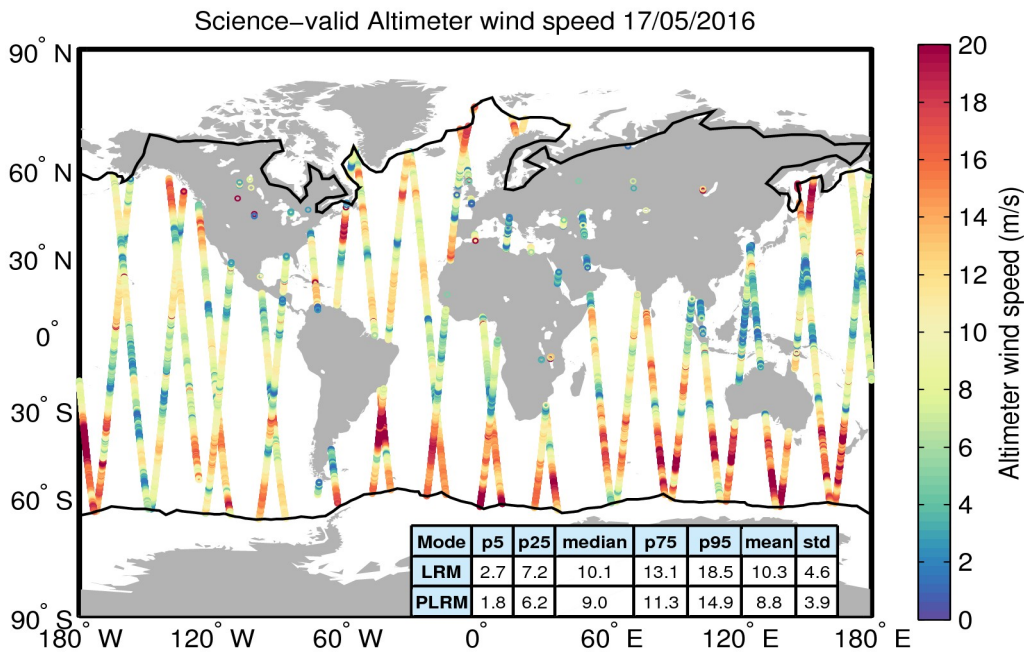 Science−valid Altimeter wind speed 17/05/2016
90° N
60° N
30° N
0°
30° S
60° S
90° S
180° W
120° W
60° W
0°
60° E
120° E
180° E
20
18
16
14
12
10
8
6
4
2
0
Altimeter wind speed (m/s)
Mode p5 p25 median p75 p95 mean std
LRM 2.7 7.2 10.1 13.1 18.5 10.3 4.6
PLRM 1.8 6.2 9.0 11.3 14.9 8.8 3.9